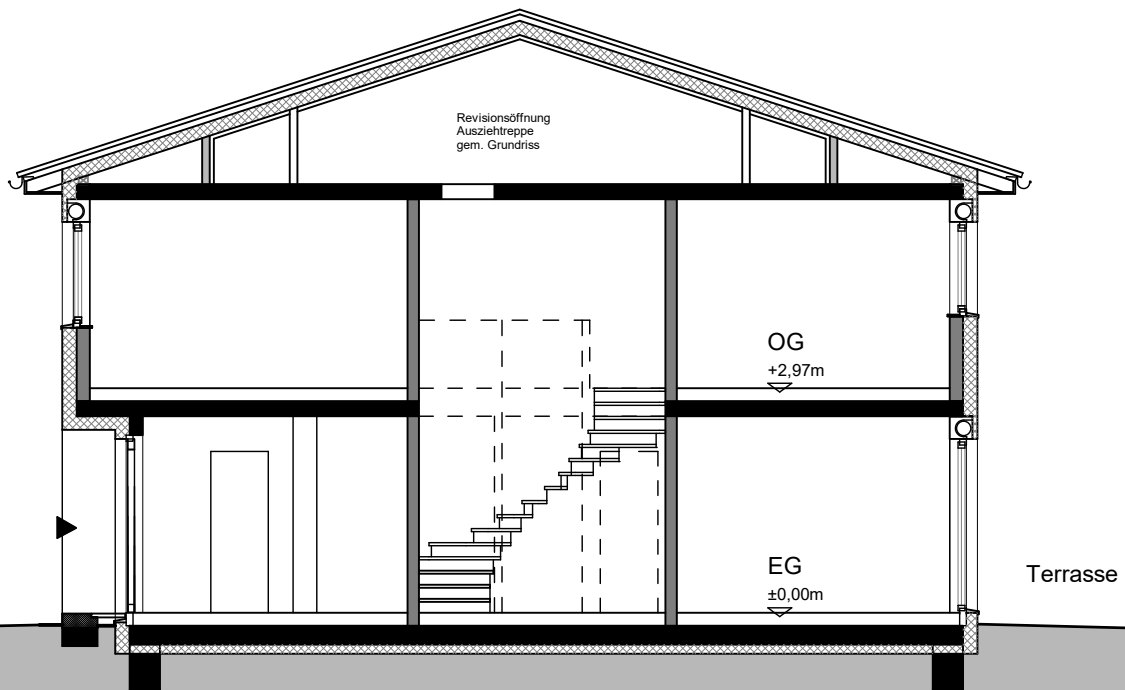 Revisionsöffnung
Ausziehtreppe
gem. Grundriss
OG
+2,97m
EG
±0,00m
Terrasse